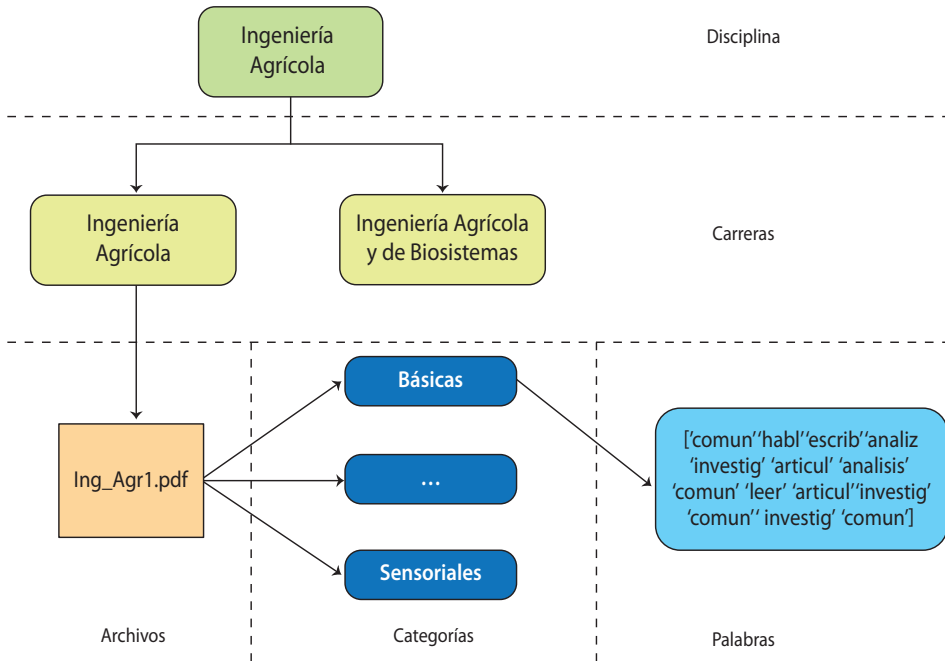 Ingeniería
Agrícola
Disciplina
Ingeniería
Agrícola
Ingeniería Agrícola
y de Biosistemas
Carreras
Básicas
Ing_Agr1.pdf
...
Sensoriales
['comun''habl''escrib''analiz
'investig' 'articul' 'analisis'
'comun' 'leer' 'articul''investig'
'comun'' investig' 'comun']
Archivos
Categorías
Palabras